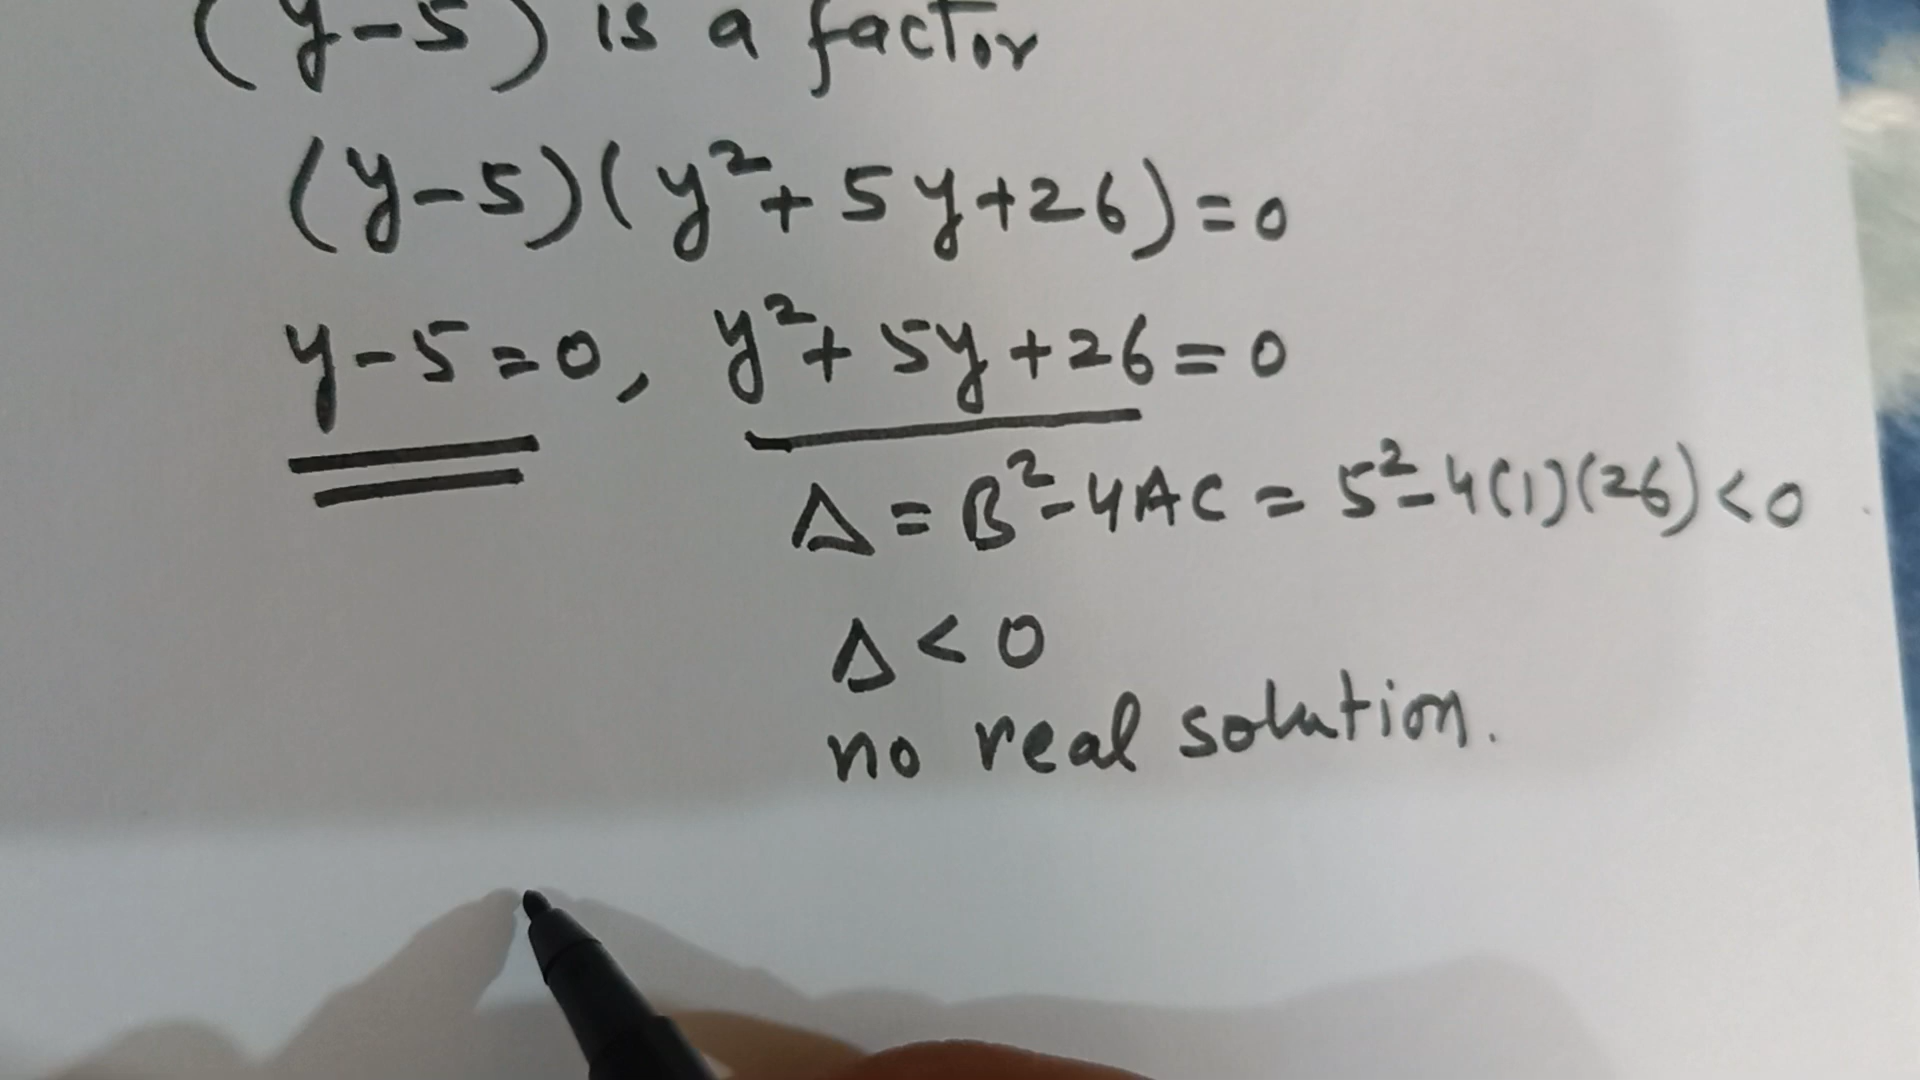 (y-5) is a factor
(y-5)(y²+5y+26)=0
y-5=0, y²+5y+26=0
Δ=B²-4AC=5²-4(1)(26)<0
Δ<0
no real solution.